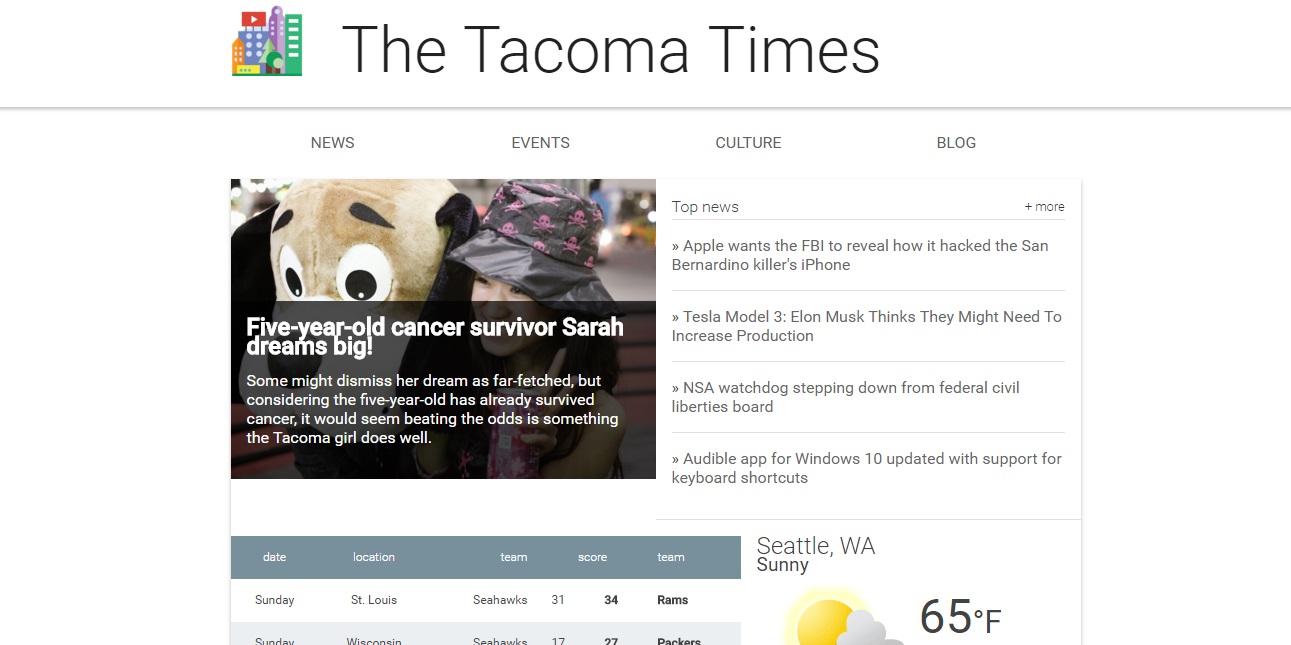 The Tacoma Times
NEWS EVENTS CULTURE BLOG
Five-year-old cancer survivor Sarah
dreams big!
Some might dismiss her dream as far-fetched, but
considering the five-year-old has already survived
cancer, it would seem beating the odds is something
the Tacoma girl does well.
Top news + more
» Apple wants the FBI to reveal how it hacked the San
Bernardino killer's iPhone
» Tesla Model 3: Elon Musk Thinks They Might Need To
Increase Production
» NSA watchdog stepping down from federal civil
liberties board
» Audible app for Windows 10 updated with support for
keyboard shortcuts
date location team score team
Sunday St. Louis Seahawks 31 34 Rams
Sunday Wisconsin Seahawks 17 27 Packers
Seattle, WA
Sunny
65°F